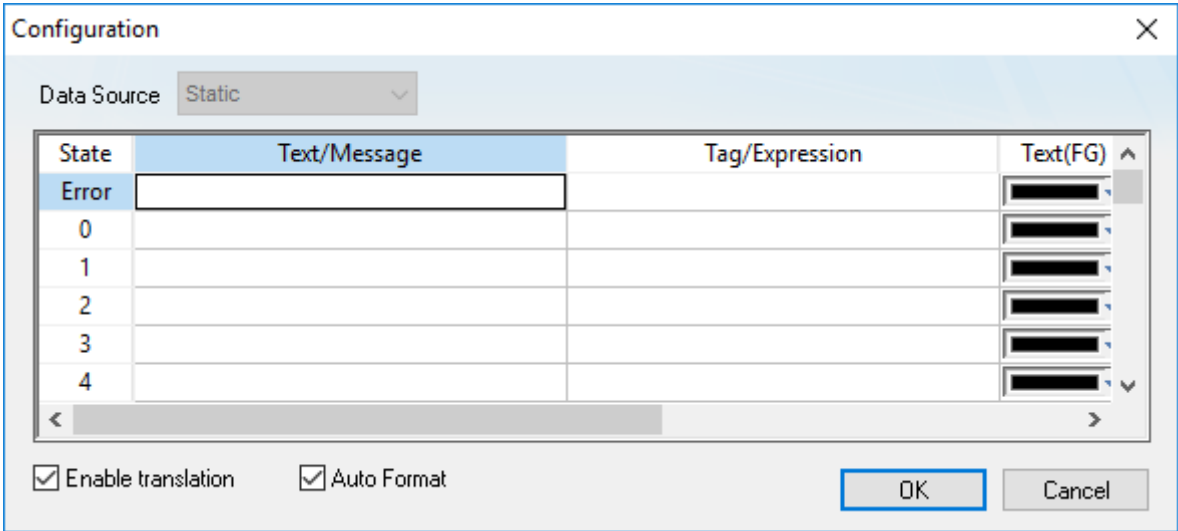 Configuration
Data Source Static
State Text/Message Tag/Expression Text(FG)
Error
0
1
2
3
4
Enable translation Auto Format OK Cancel